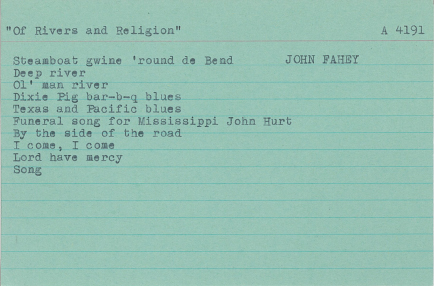 "Of Rivers and Religion" A 4191
Steamboat gwine 'round de Bend JOHN FAHEY
Deep river
Ol' man river
Dixie Pig bar-b-q blues
Texas and Pacific blues
Funeral song for Mississippi John Hurt
By the side of the road
I come, I come
Lord have mercy
Song